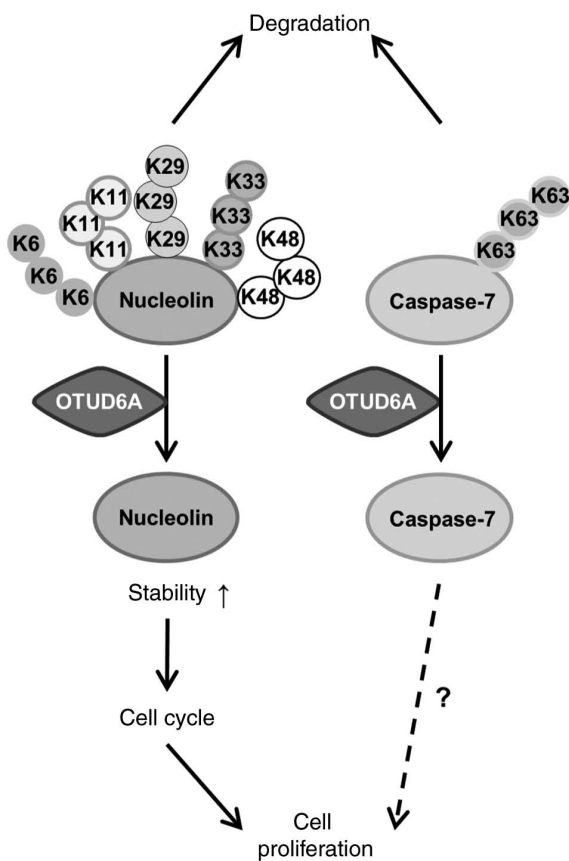 Degradation
K29
K29
K29
K11
K11
K11
K33
K33
K33
K6
K6
K6
K48
K48
K48
Nucleolin
K63
K63
K63
Caspase-7
OTUD6A
OTUD6A
Nucleolin
Caspase-7
Stability ↑
?
Cell cycle
Cell
proliferation